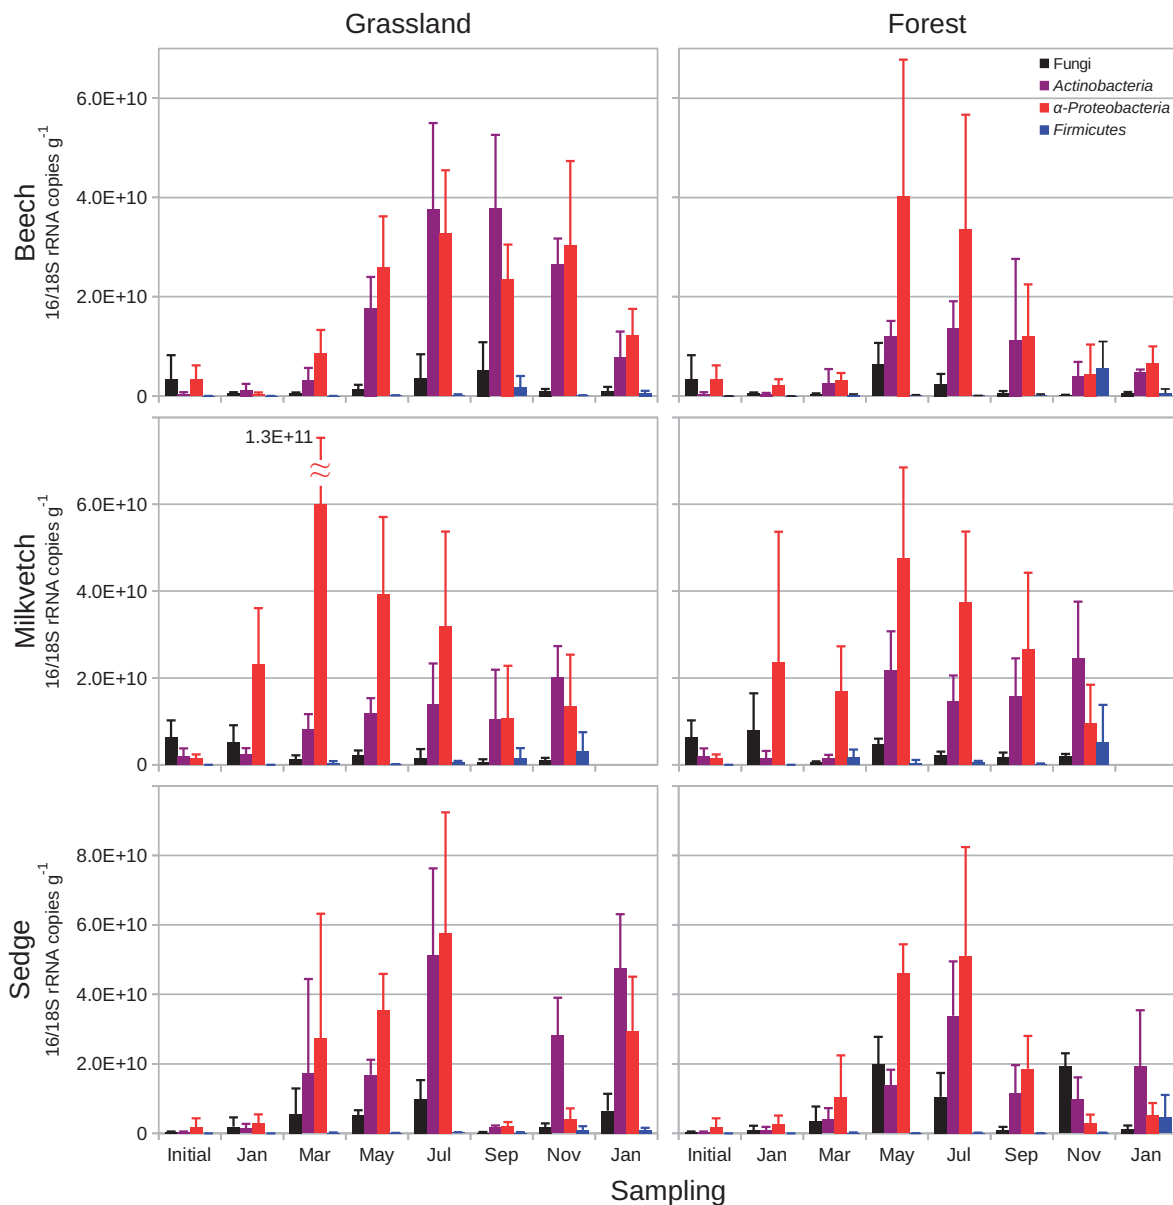 Grassland
Forest
Fungi
Actinobacteria
α-Proteobacteria
Firmicutes
Beech
16/18S rRNA copies g-1
6.0E+10
4.0E+10
2.0E+10
0
Milkvetch
16/18S rRNA copies g-1
1.3E+11
6.0E+10
4.0E+10
2.0E+10
0
Sedge
16/18S rRNA copies g-1
8.0E+10
6.0E+10
4.0E+10
2.0E+10
0
Initial Jan Mar May Jul Sep Nov Jan
Initial Jan Mar May Jul Sep Nov Jan
Sampling